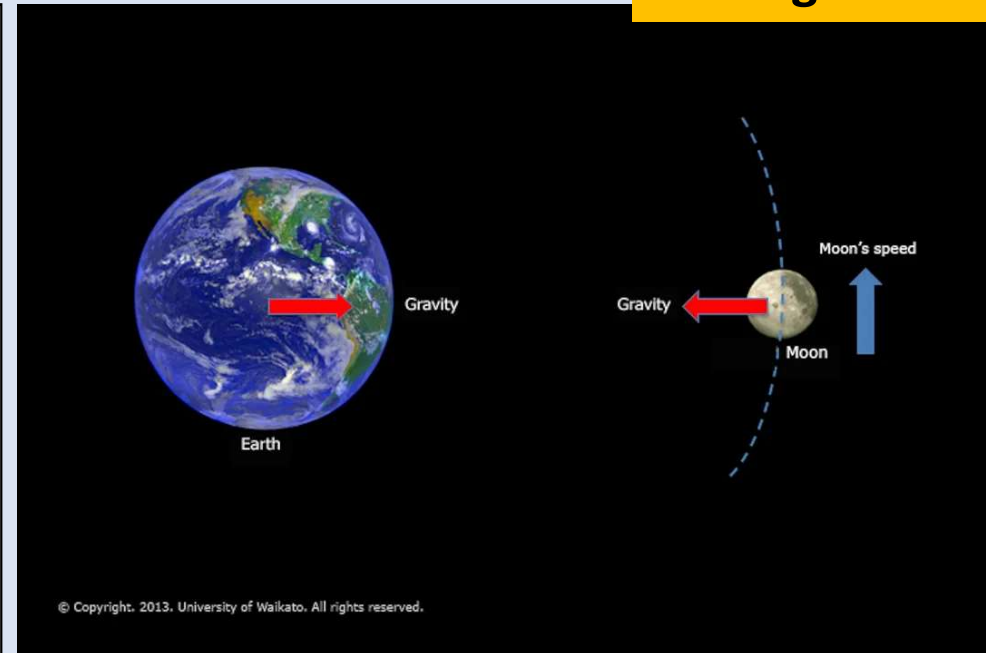 Moon's speed
Gravity
Gravity
Moon
Earth
© Copyright. 2013. University of Waikato. All rights reserved.